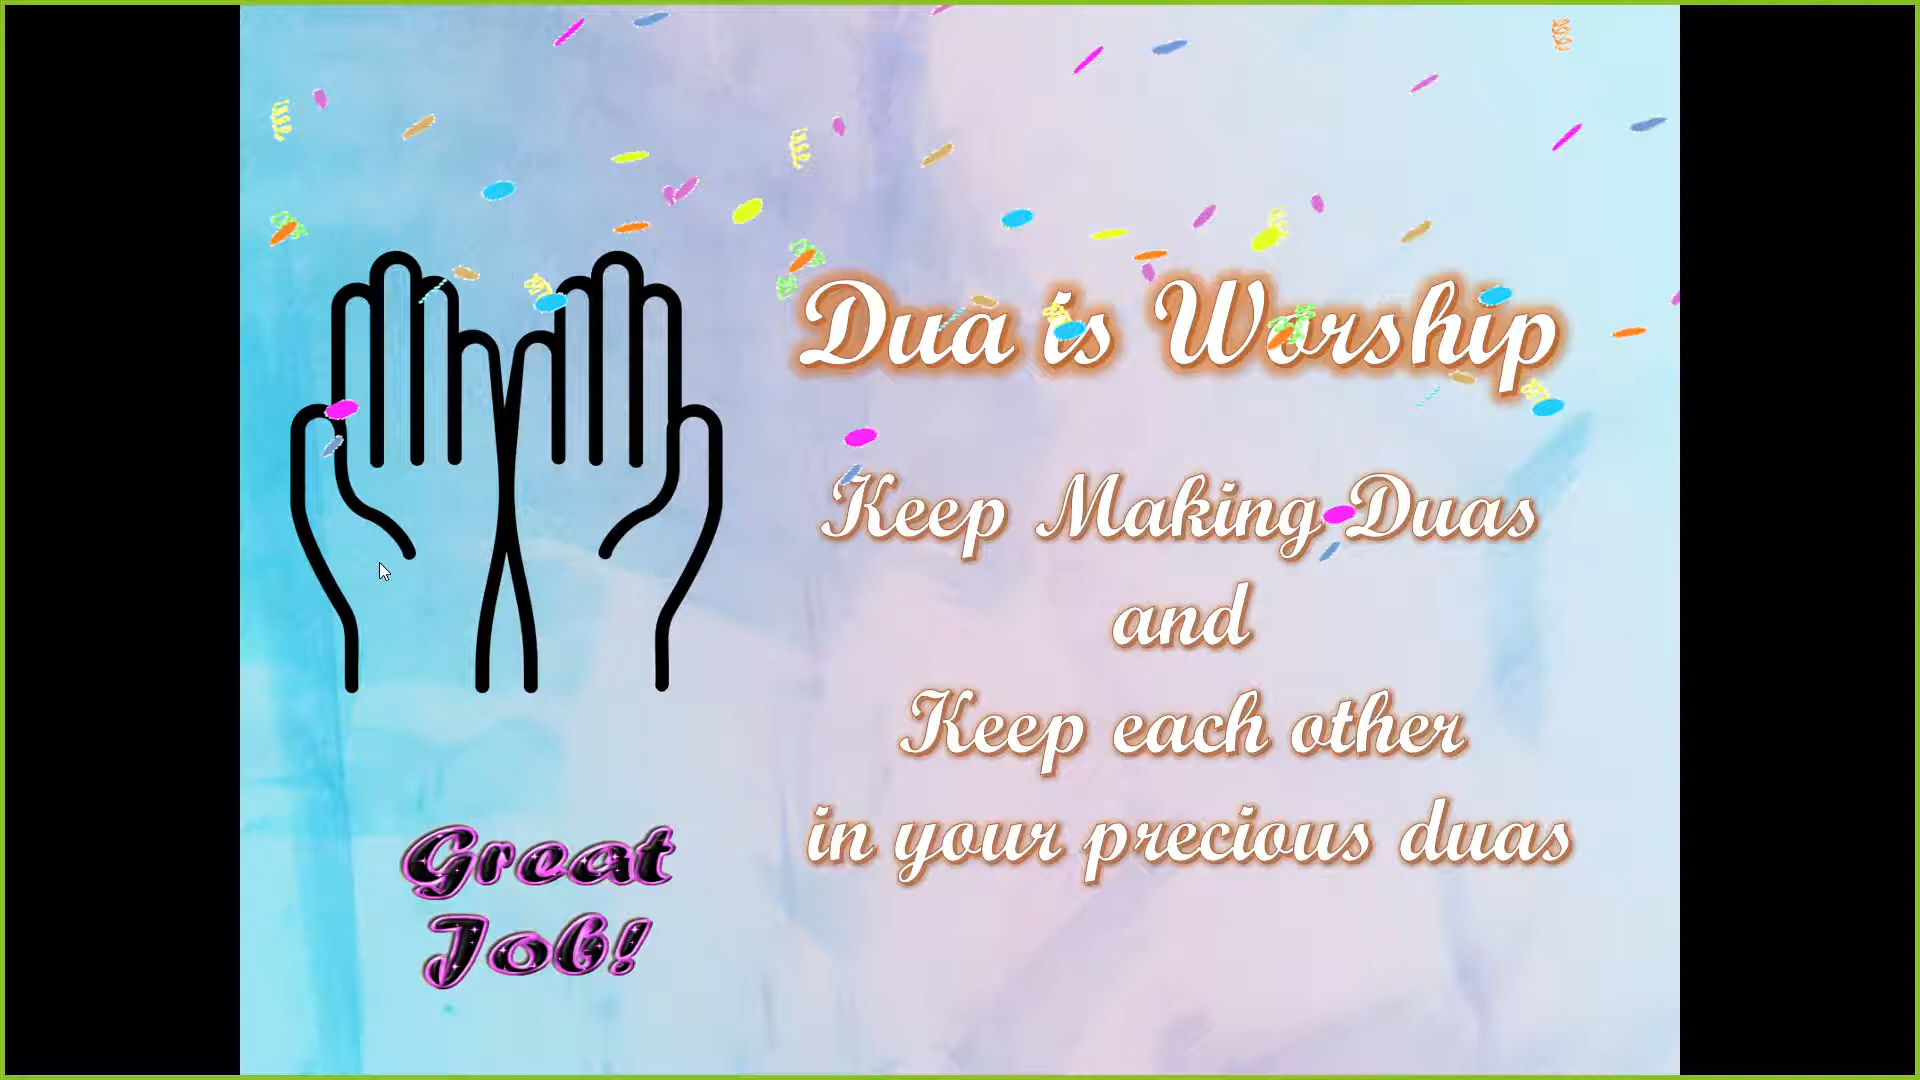 Dua is Worship
Keep Making Duas
and
Keep each other
in your precious duas
Great
Job!